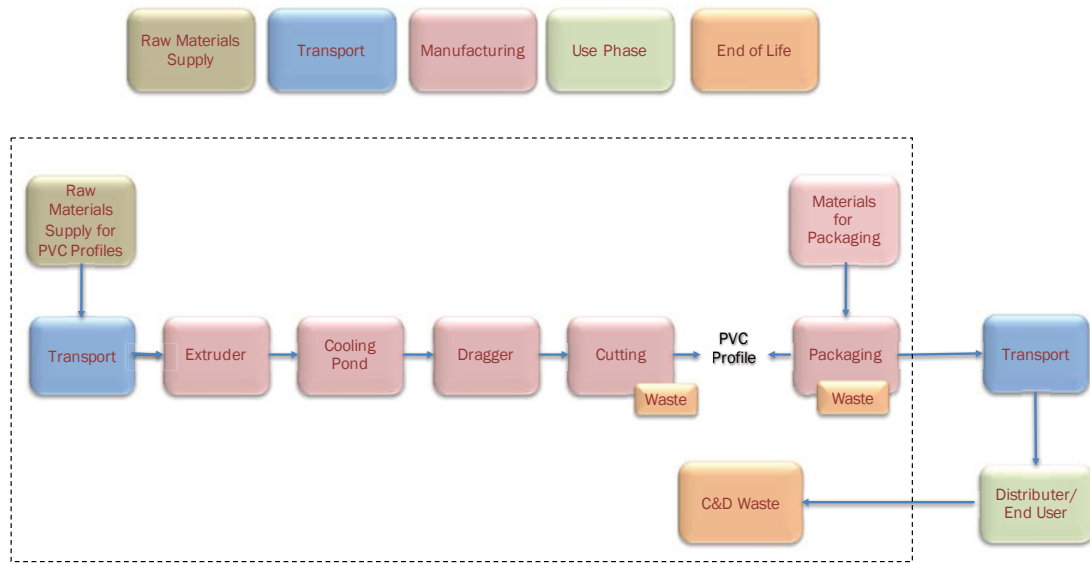 Raw Materials
Supply
Transport
Manufacturing
Use Phase
End of Life
Raw
Materials
Supply for
PVC Profiles
Materials
for
Packaging
Transport
Extruder
Cooling
Pond
Dragger
Cutting
Waste
PVC
Profile
Packaging
Waste
Transport
C&D Waste
Distributer/
End User